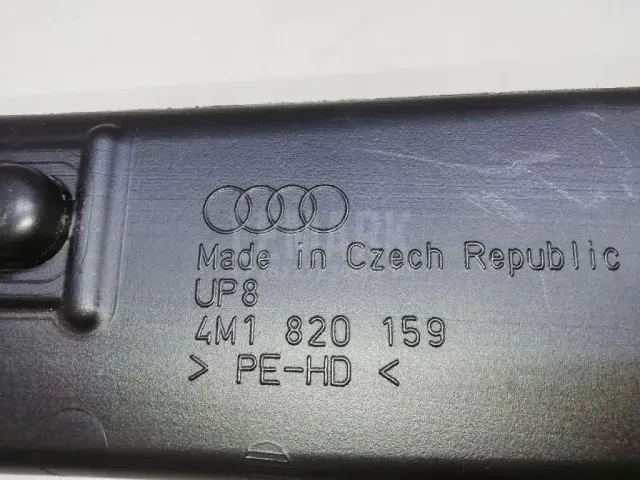 Made in Czech Republic
UP8
4M1 820 159
> PE-HD <